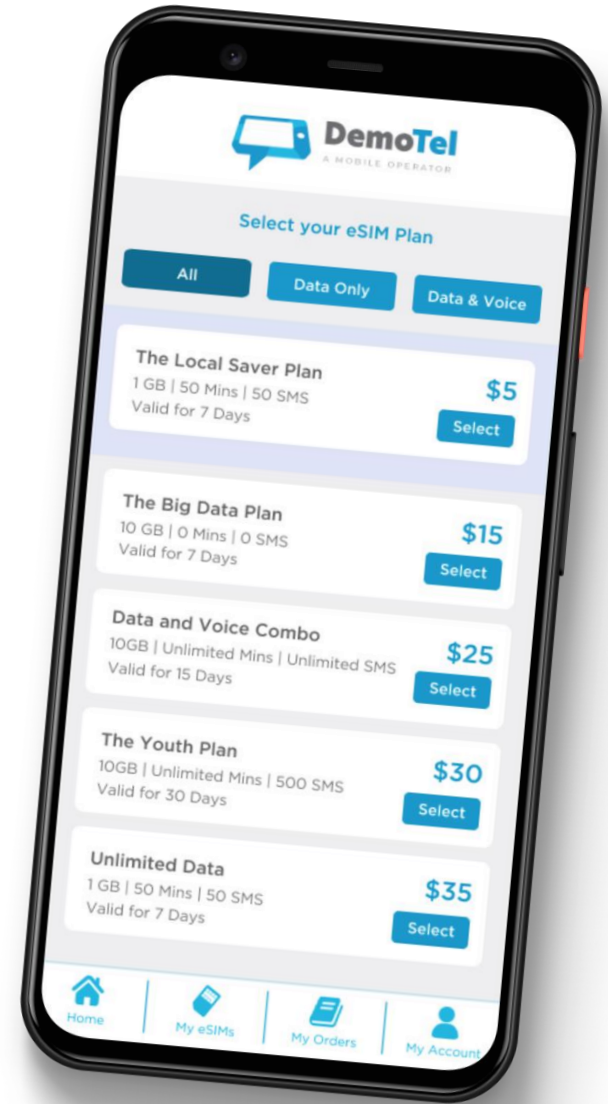 DemoTel
A MOBILE OPERATOR
Select your eSIM Plan
All
Data Only
Data & Voice
The Local Saver Plan
1 GB | 50 Mins | 50 SMS
Valid for 7 Days
$5
Select
The Big Data Plan
10 GB | 0 Mins | 0 SMS
Valid for 7 Days
$15
Select
Data and Voice Combo
10GB | Unlimited Mins | Unlimited SMS
Valid for 15 Days
$25
Select
The Youth Plan
10GB | Unlimited Mins | 500 SMS
Valid for 30 Days
$30
Select
Unlimited Data
1 GB | 50 Mins | 50 SMS
Valid for 7 Days
$35
Select
Home
My eSIMs
My Orders
My Account